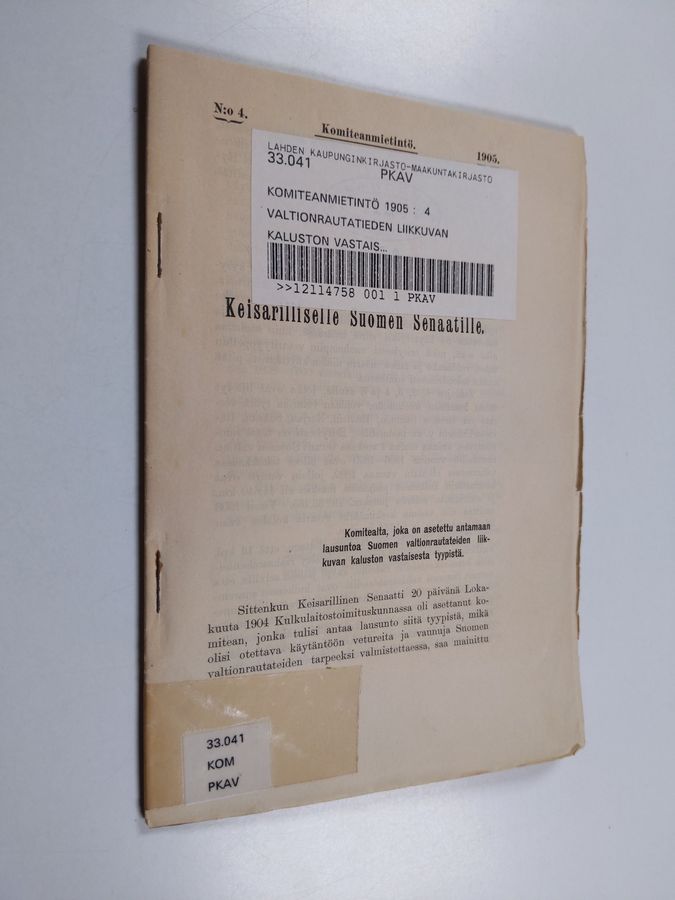 N:o 4.
Komiteanmietintö.
1905.
LAHDEN KAUPUNGINKIRJASTO-MAAKUNTAKIRJASTO
33.041 PKAV
KOMITEANMIETINTÖ 1905 : 4
VALTIONRAUTATIEDEN LIIKKUVAN
KALUSTON VASTAIS...
>>12114758 001 1 PKAV
Keisarilliselle Suomen Senaatille.
Komitealta, joka on asetettu antamaan
lausuntoa Suomen valtionrautateiden liik-
kuvan kaluston vastaisesta tyypistä.
Sittenkun Keisarillinen Senaatti 20 päivänä Loka-
kuuta 1904 Kulkulaitostoimituskunnassa oli asettanut ko-
mitean, jonka tulisi antaa lausunto siitä tyypistä, mikä
olisi otettava käytäntöön vetureita ja vaunuja Suomen
valtionrautateiden tarpeeksi valmistettaessa, saa mainittu
33.041
KOM
PKAV